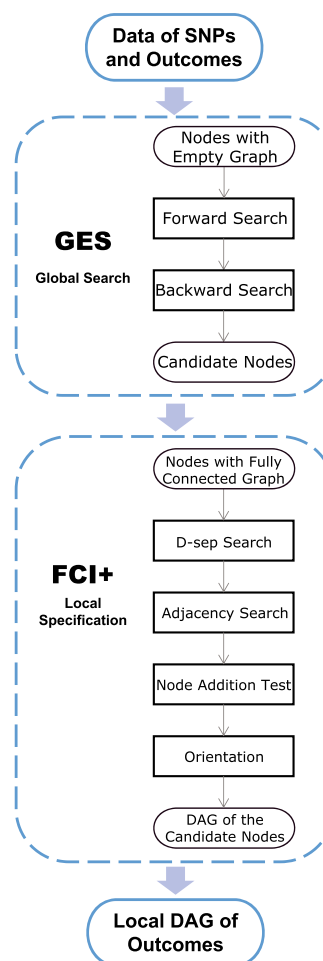 Data of SNPs
and Outcomes
Nodes with
Empty Graph
Forward Search
GES
Global Search
Backward Search
Candidate Nodes
Nodes with Fully
Connected Graph
D-sep Search
FCI+
Local
Specification
Adjacency Search
Node Addition Test
Orientation
DAG of the
Candidate Nodes
Local DAG of
Outcomes